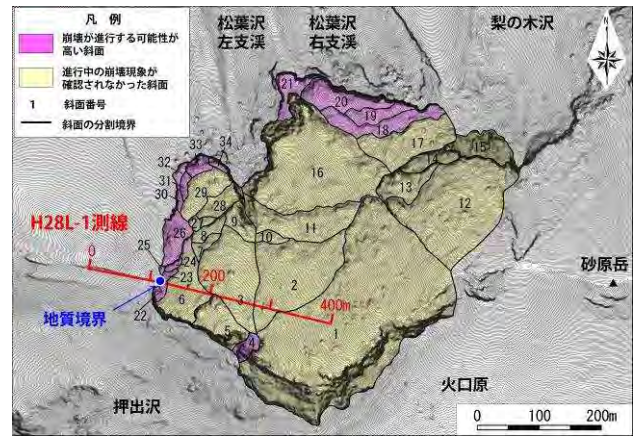 凡 例
崩壊が進行する可能性が
高い斜面
進行中の崩壊現象が
確認されなかった斜面
1 斜面番号
斜面の分割境界
松葉沢
左支渓
松葉沢
右支渓
梨の木沢
21
20
19
18
17
15
14
16
13
12
34
33
32
31
30
29
28
9
8
11
10
26
25
24
23
22
6
5
4
3
2
1
H28L-1測線
0
200
400m
地質境界
砂原岳
押出沢
火口原
0 100 200m